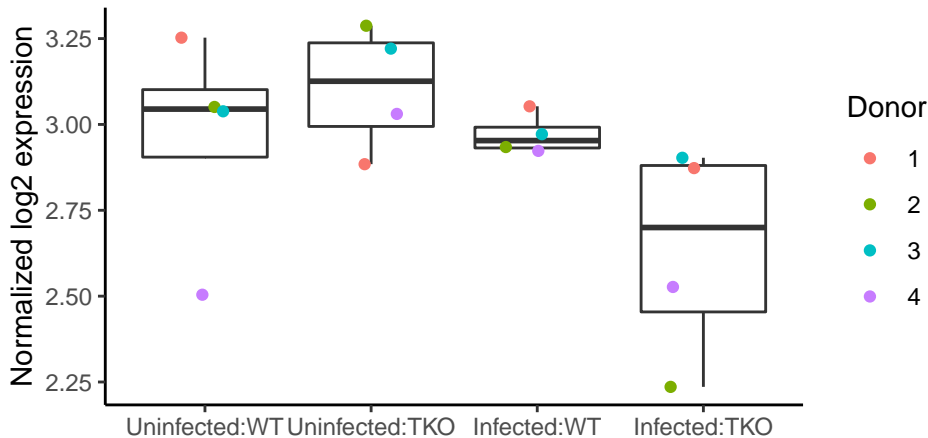 Normalized log2 expression
3.25
3.00
2.75
2.50
2.25
Uninfected:WT
Uninfected:TKO
Infected:WT
Infected:TKO
Donor
1
2
3
4